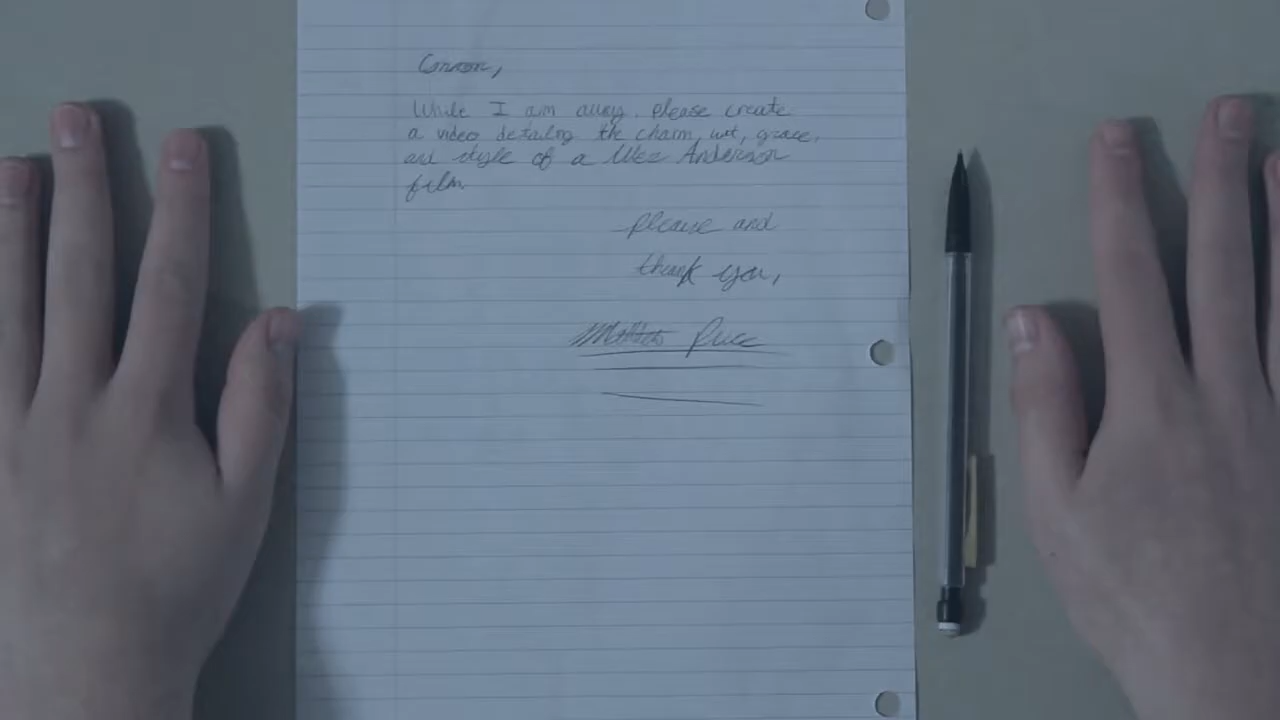 While I am away, please create
a video detailing the charm, wit, grace,
and style of a Wes Anderson
film.
please and
thank you,